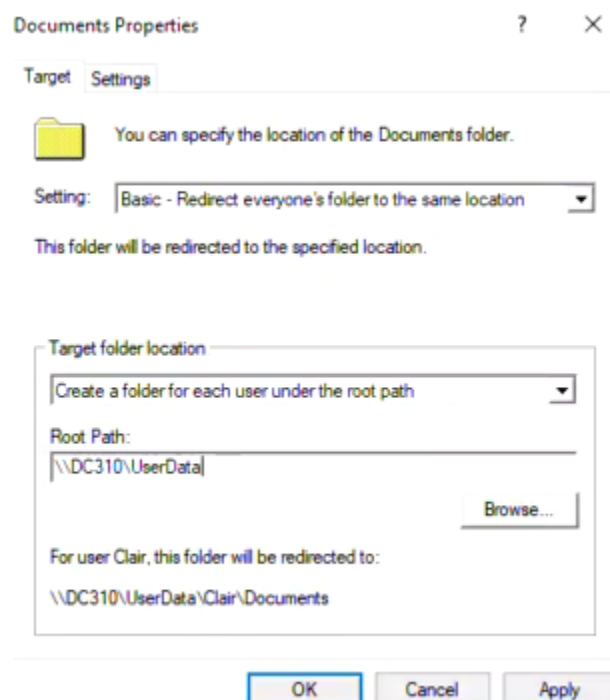 Documents Properties
?
Target Settings
You can specify the location of the Documents folder.
Setting: Basic - Redirect everyone's folder to the same location
This folder will be redirected to the specified location.
Target folder location
Create a folder for each user under the root path
Root Path:
\\DC310\UserData
Browse...
For user Clair, this folder will be redirected to:
\\DC310\UserData\Clair\Documents
OK Cancel Apply